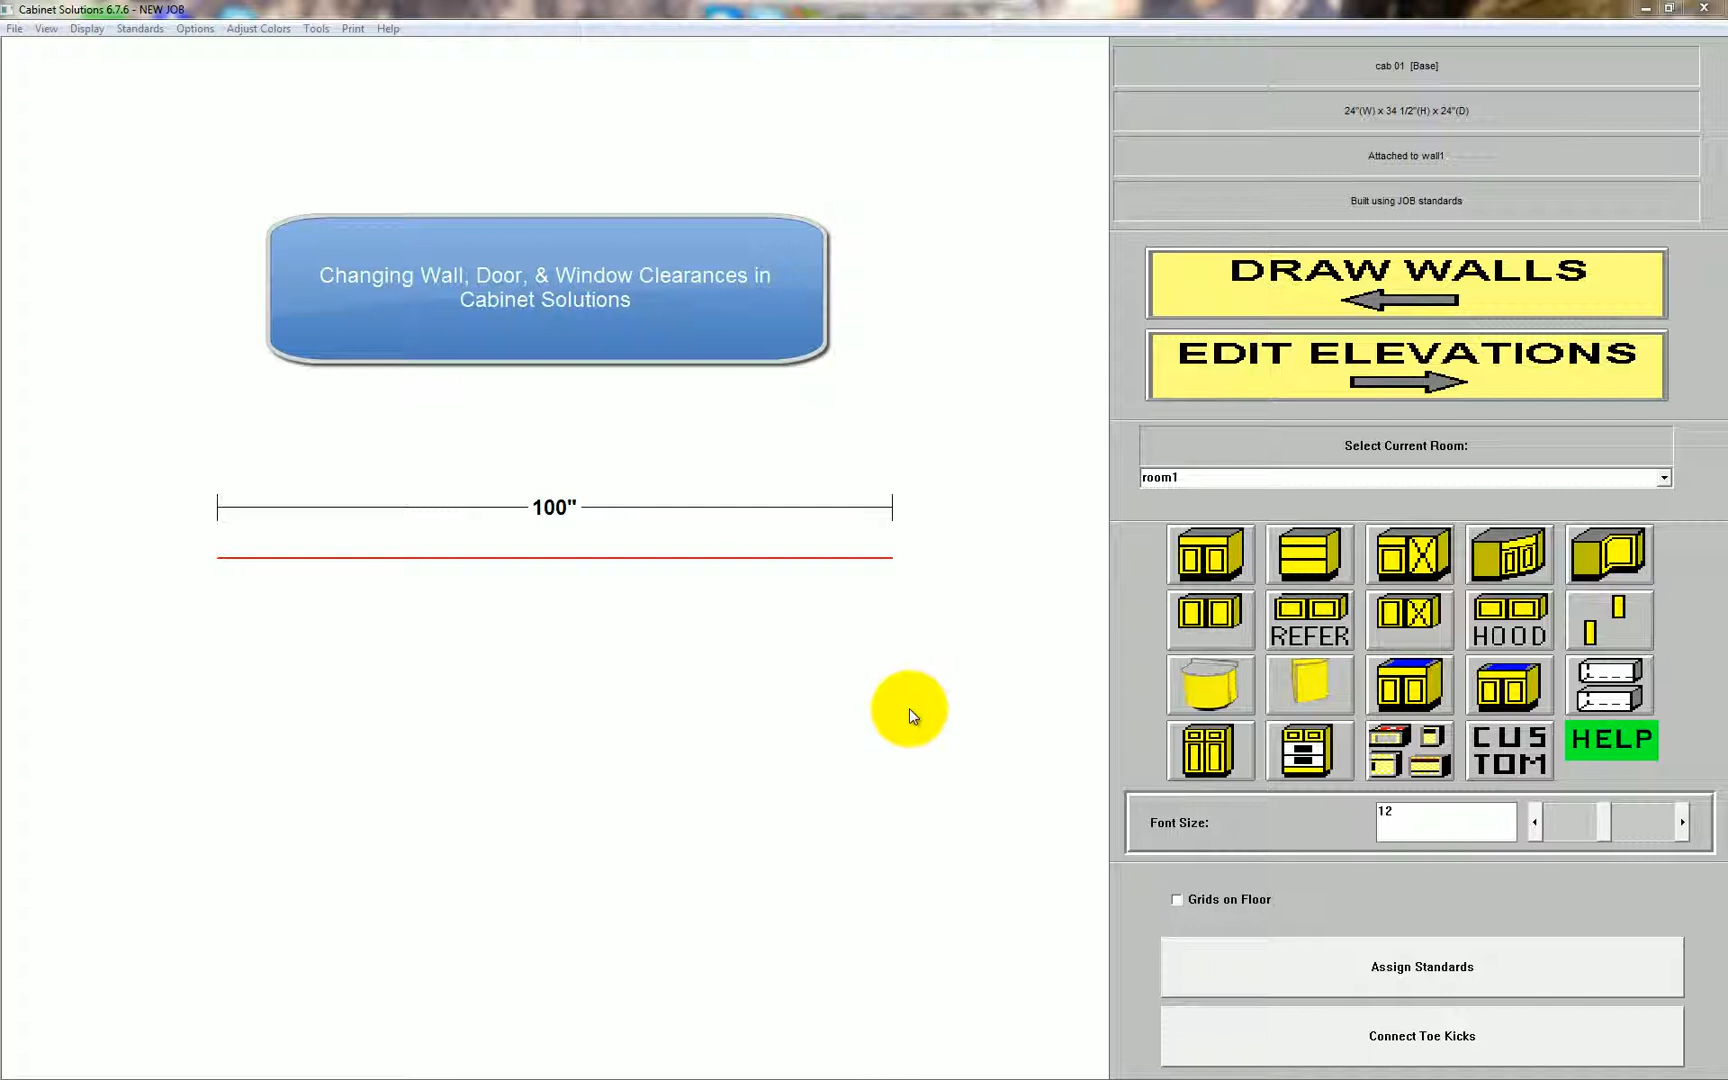 Cabinet Solutions 6.7.6 - NEW JOB
File View Display Standards Options Adjust Colors Tools Print Help
cab 01 [Base]
24"(W) x 34 1/2"(H) x 24"(D)
Attached to wall1
Built using JOB standards
Changing Wall, Door, & Window Clearances in
Cabinet Solutions
DRAW WALLS
EDIT ELEVATIONS
Select Current Room:
room1
100"
REFER
HOOD
CUS
TOM
HELP
Font Size:
12
Grids on Floor
Assign Standards
Connect Toe Kicks